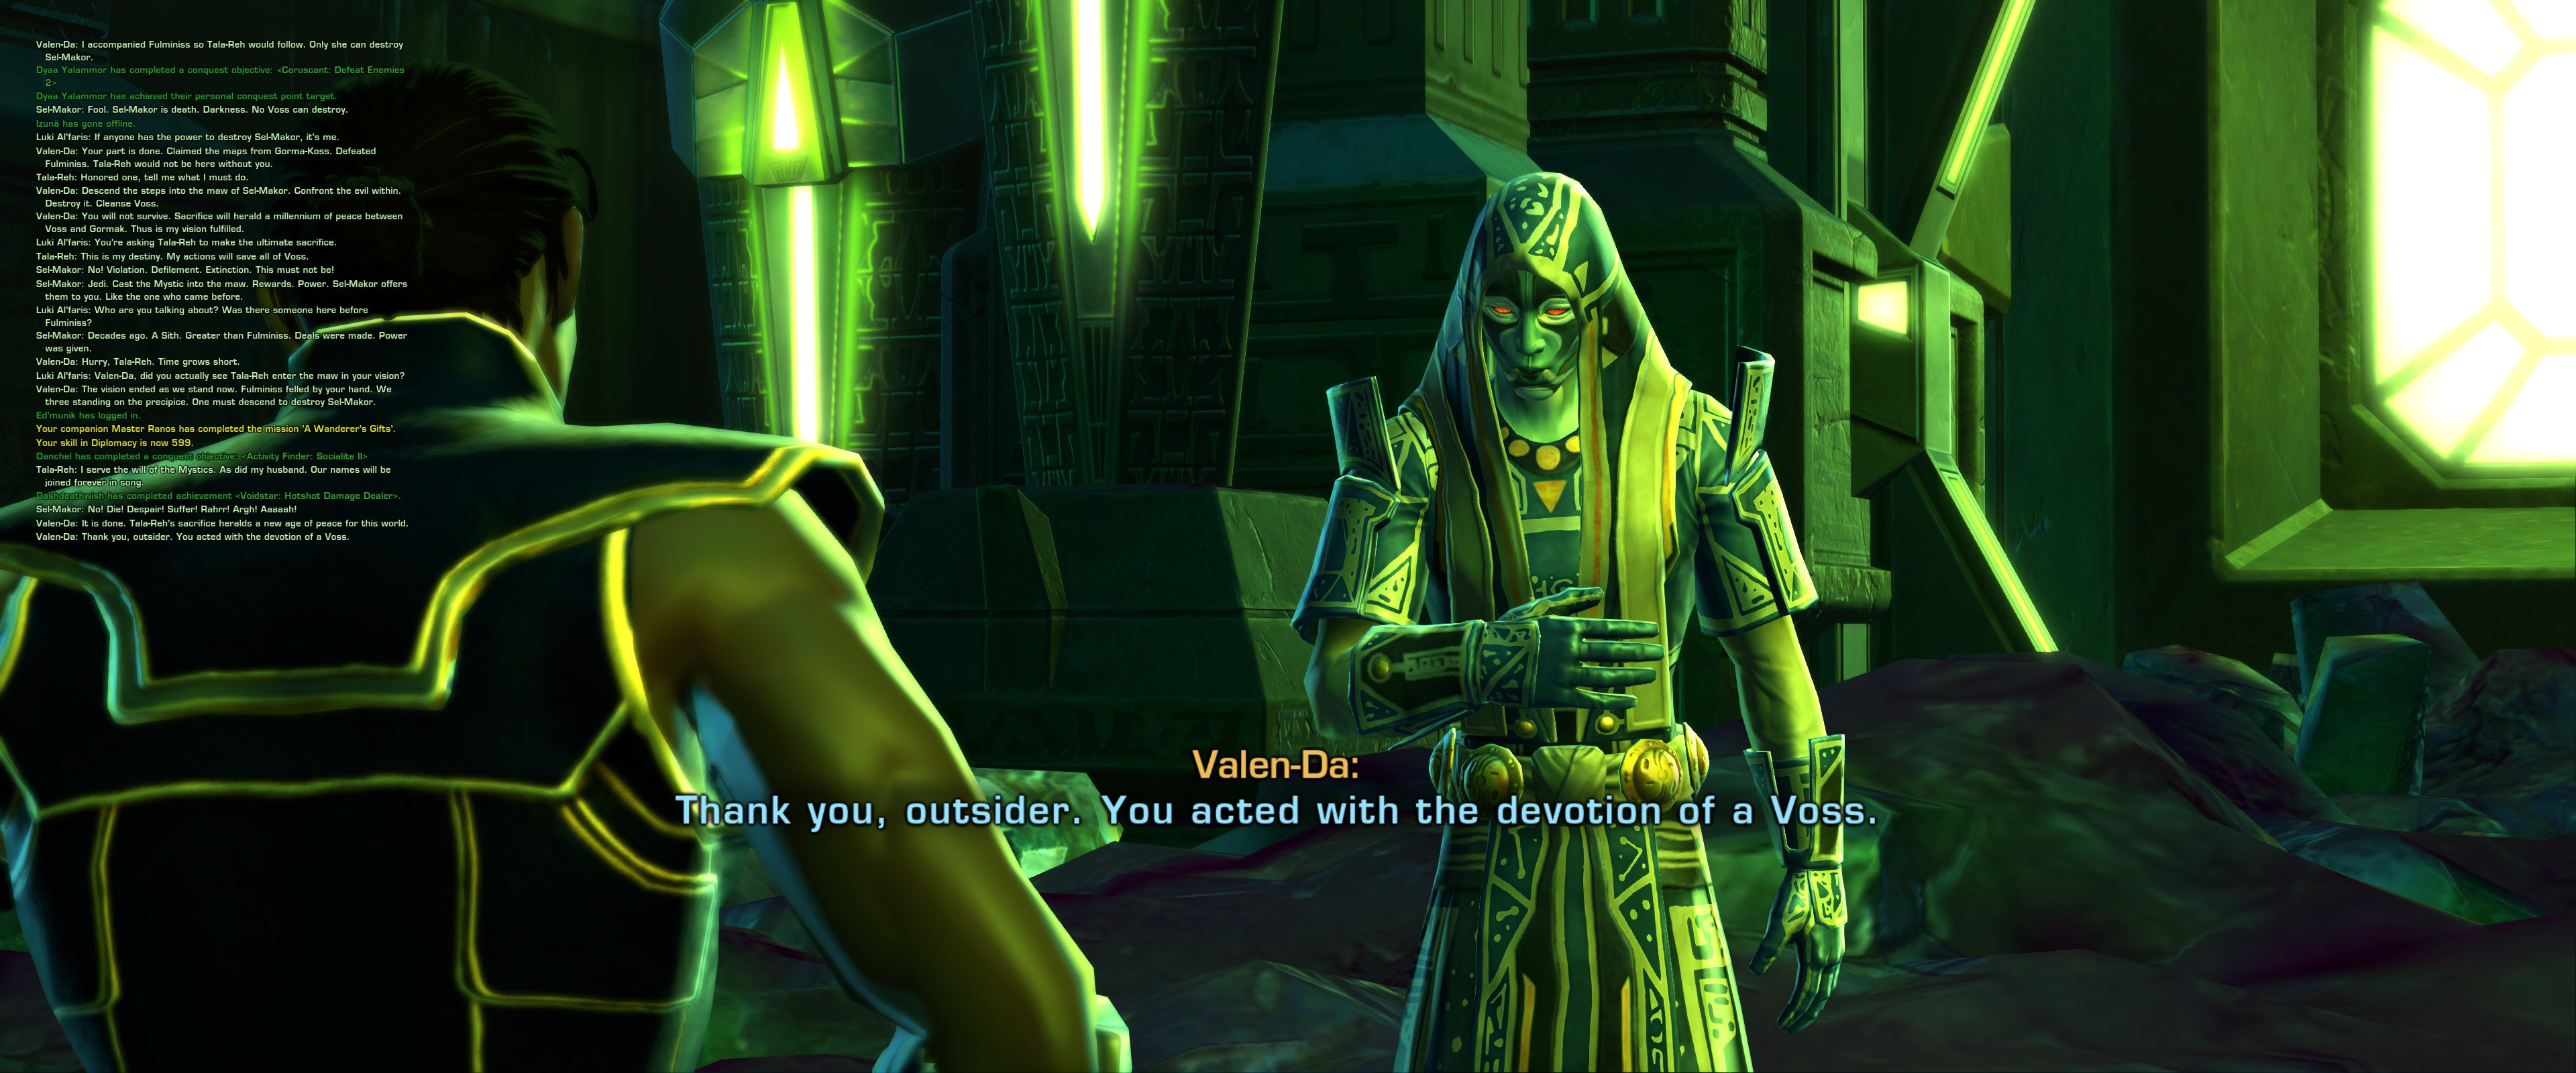 Valen-Da: I accompanied Fulminiss so Tala-Reh would follow. Only she can destroy
Sel-Makor.
Dyaa Yalammor has completed a conquest objective: <Coruscant: Defeat Enemies
2>
Dyaa Yalammor has achieved their personal conquest point target.
Sel-Makor: Fool. Sel-Makor is death. Darkness. No Voss can destroy.
Izunä has gone offline.
Luki Al'faris: If anyone has the power to destroy Sel-Makor, it's me.
Valen-Da: Your part is done. Claimed the maps from Gorma-Koss. Defeated
Fulminiss. Tala-Reh would not be here without you.
Tala-Reh: Honored one, tell me what I must do.
Valen-Da: Descend the steps into the maw of Sel-Makor. Confront the evil within.
Destroy it. Cleanse Voss.
Valen-Da: You will not survive. Sacrifice will herald a millennium of peace between
Voss and Gormak. Thus is my vision fulfilled.
Luki Al'faris: You're asking Tala-Reh to make the ultimate sacrifice.
Tala-Reh: This is my destiny. My actions will save all of Voss.
Sel-Makor: No! Violation. Defilement. Extinction. This must not be!
Sel-Makor: Jedi. Cast the Mystic into the maw. Rewards. Power. Sel-Makor offers
them to you. Like the one who came before.
Luki Al'faris: Who are you talking about? Was there someone here before
Fulminiss?
Sel-Makor: Decades ago. A Sith. Greater than Fulminiss. Deals were made. Power
was given.
Valen-Da: Hurry, Tala-Reh. Time grows short.
Luki Al'faris: Valen-Da, did you actually see Tala-Reh enter the maw in your vision?
Valen-Da: The vision ended as we stand now. Fulminiss felled by your hand. We
three standing on the precipice. One must descend to destroy Sel-Makor.
Ed'munik has logged in.
Your companion Master Ranos has completed the mission 'A Wanderer's Gifts'.
Your skill in Diplomacy is now 599.
Danchel has completed a conquest objective: <Activity Finder: Socialite II>
Tala-Reh: I serve the will of the Mystics. As did my husband. Our names will be
joined forever in song.
Dashdeathwish has completed achievement <Voidstar: Hotshot Damage Dealer>.
Sel-Makor: No! Die! Despair! Suffer! Rahrr! Argh! Aaaaah!
Valen-Da: It is done. Tala-Reh's sacrifice heralds a new age of peace for this world.
Valen-Da: Thank you, outsider. You acted with the devotion of a Voss.
Valen-Da:
Thank you, outsider. You acted with the devotion of a Voss.